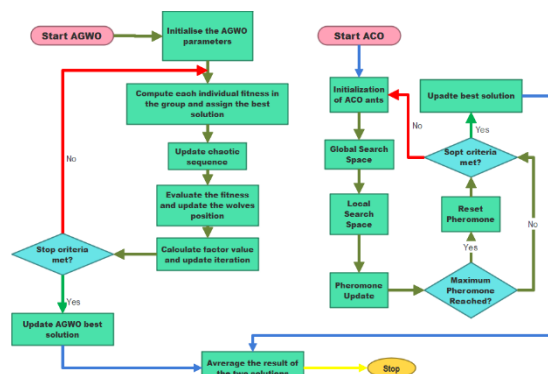 Start AGWO
Initialise the AGWO
parameters
Compute each individual fitness in
the group and assign the best
solution
Update chaotic
sequence
Evaluate the fitness
and update the wolves
position
Calculate factor value
and update iteration
Stop criteria
met?
No
Yes
Update AGWO best
solution
Start ACO
Initialization
of ACO ants
Global Search
Space
Local
Search
Space
Pheromone
Update
Maximum
Pheromone
Reached?
Yes
No
Reset
Pheromone
Sopt criteria
met?
No
Yes
Upadte best solution
Avrerage the result of
the two solutions
Stop